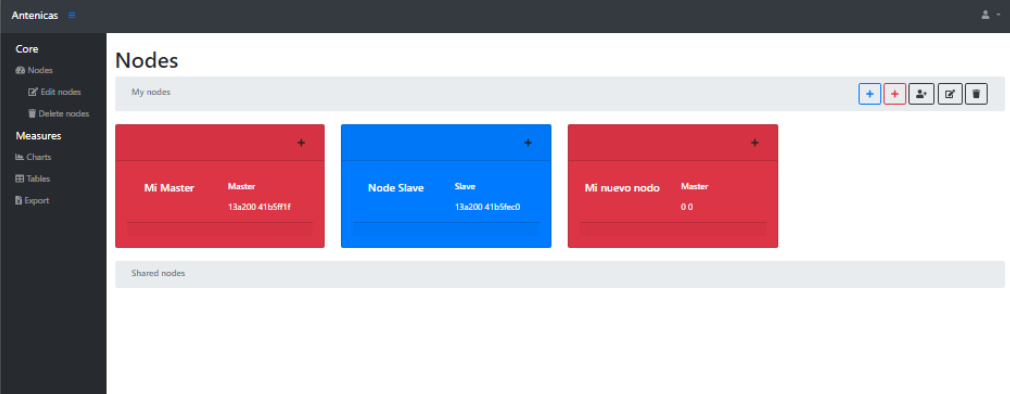 Antenicas
Core
Nodes
Edit nodes
Delete nodes
Measures
Charts
Tables
Export
Nodes
My nodes
Mi Master
Master
13a200 41b5ff1f
Node Slave
Slave
13a200 41b5fec0
Mi nuevo nodo
Master
0 0
Shared nodes